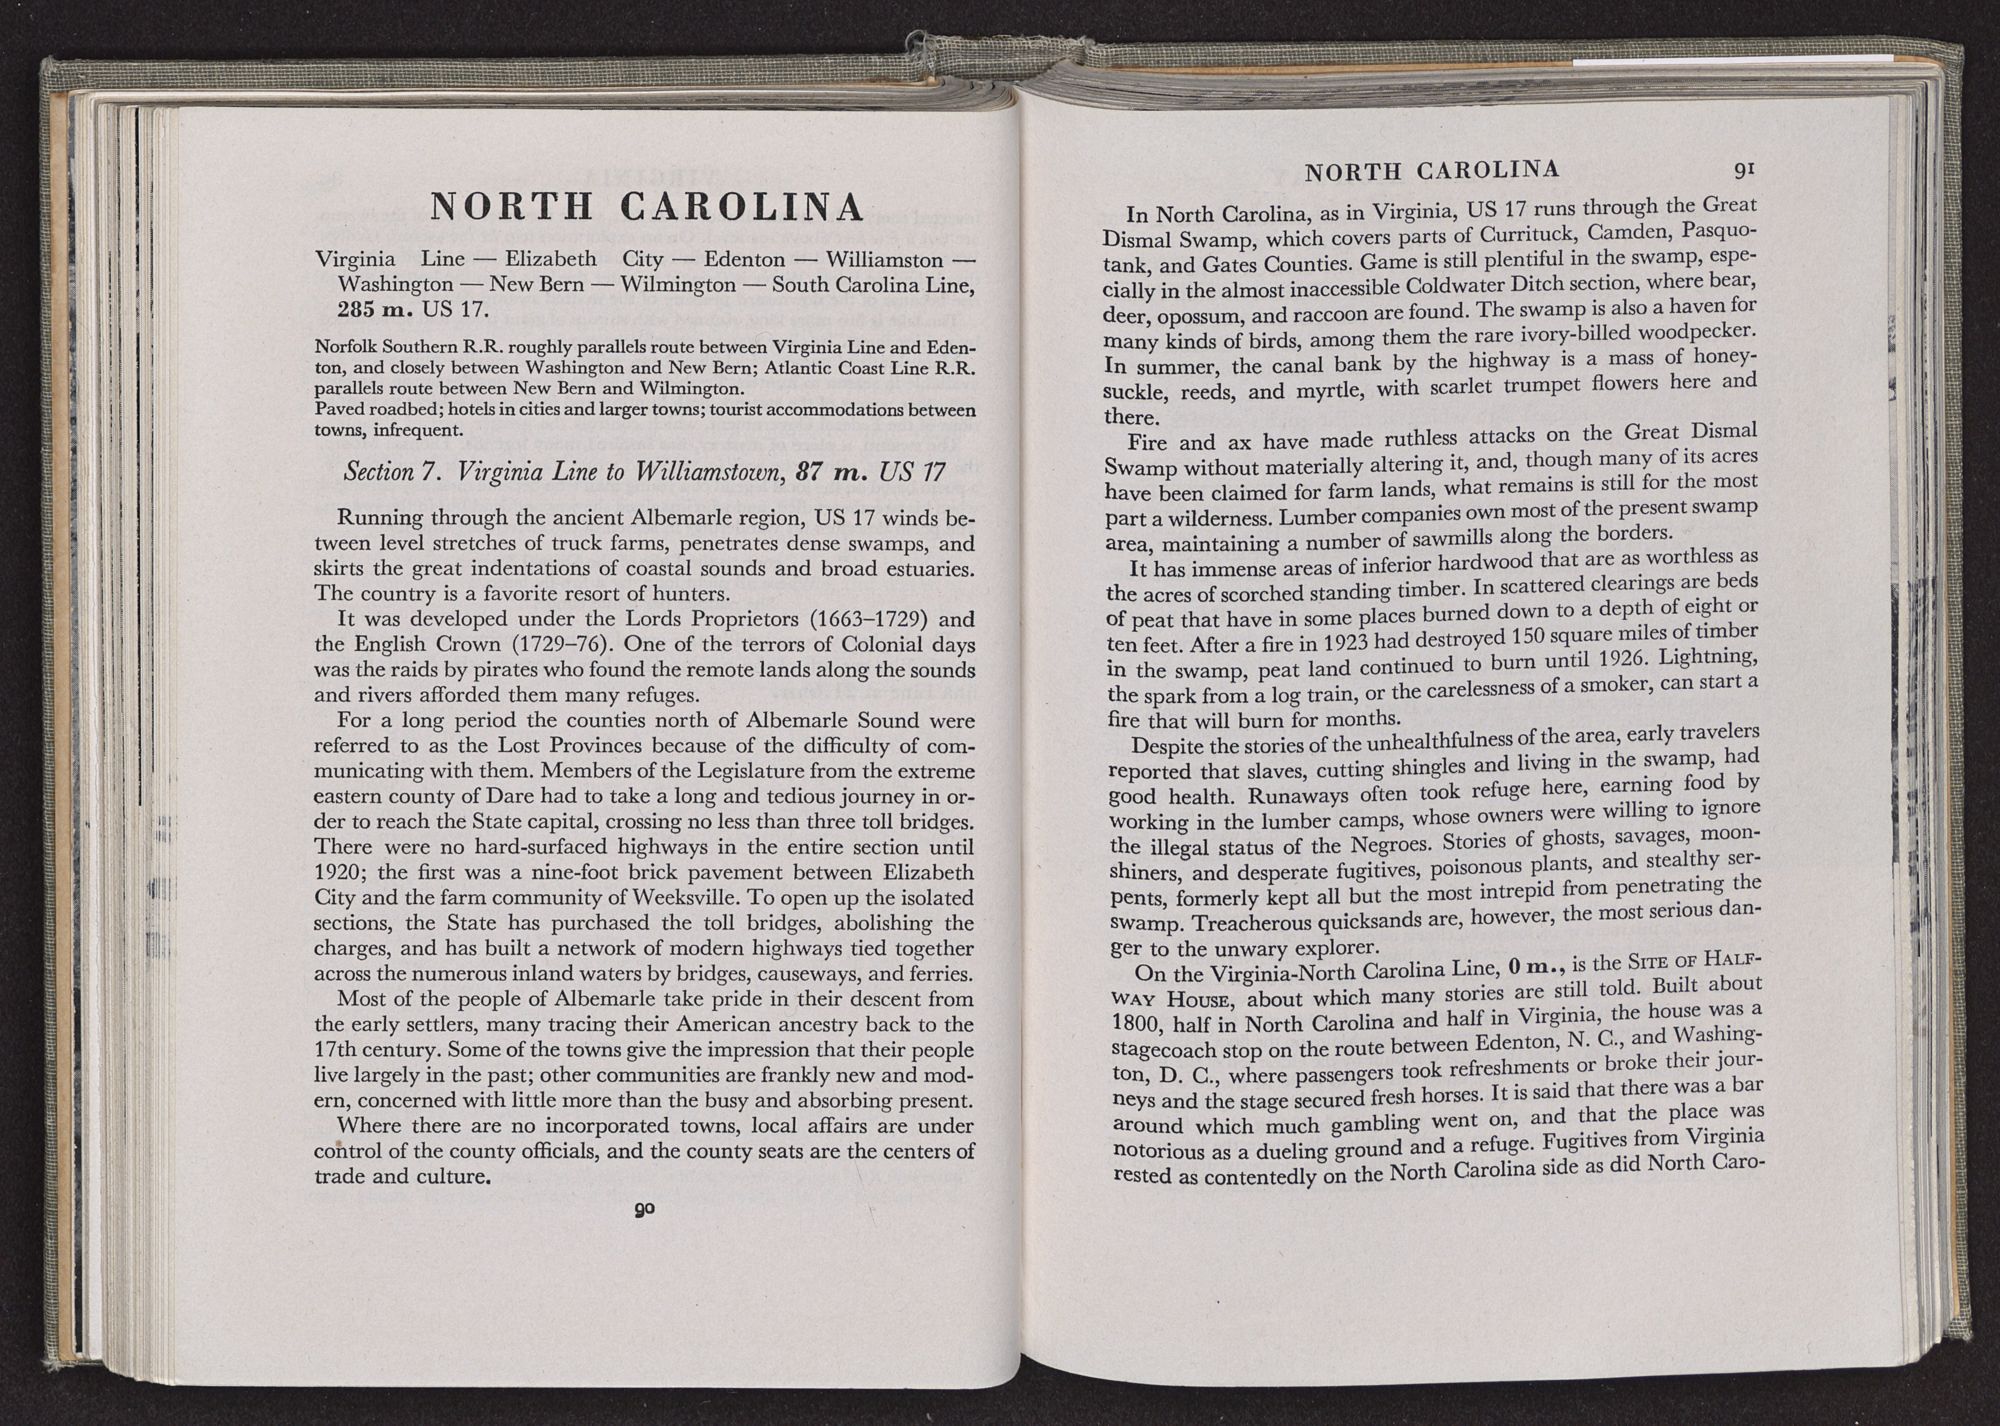 NORTH CAROLINA
Virginia Line — Elizabeth City — Edenton — Williamston —
Washington — New Bern — Wilmington — South Carolina Line,
285 m. US 17.
Norfolk Southern R.R. roughly parallels route between Virginia Line and Eden-
ton, and closely between Washington and New Bern; Atlantic Coast Line R.R.
parallels route between New Bern and Wilmington.
Paved roadbed; hotels in cities and larger towns; tourist accommodations between
towns, infrequent.
Section 7. Virginia Line to Williamstown, 87 m. US 17
Running through the ancient Albemarle region, US 17 winds be-
tween level stretches of truck farms, penetrates dense swamps, and
skirts the great indentations of coastal sounds and broad estuaries.
The country is a favorite resort of hunters.
It was developed under the Lords Proprietors (1663–1729) and
the English Crown (1729–76). One of the terrors of Colonial days
was the raids by pirates who found the remote lands along the sounds
and rivers afforded them many refuges.
For a long period the counties north of Albemarle Sound were
referred to as the Lost Provinces because of the difficulty of com-
municating with them. Members of the Legislature from the extreme
eastern county of Dare had to take a long and tedious journey in or-
der to reach the State capital, crossing no less than three toll bridges.
There were no hard-surfaced highways in the entire section until
1920; the first was a nine-foot brick pavement between Elizabeth
City and the farm community of Weeksville. To open up the isolated
sections, the State has purchased the toll bridges, abolishing the
charges, and has built a network of modern highways tied together
across the numerous inland waters by bridges, causeways, and ferries.
Most of the people of Albemarle take pride in their descent from
the early settlers, many tracing their American ancestry back to the
17th century. Some of the towns give the impression that their people
live largely in the past; other communities are frankly new and mod-
ern, concerned with little more than the busy and absorbing present.
Where there are no incorporated towns, local affairs are under
control of the county officials, and the county seats are the centers of
trade and culture.
90
NORTH CAROLINA 91
In North Carolina, as in Virginia, US 17 runs through the Great
Dismal Swamp, which covers parts of Currituck, Camden, Pasquo-
tank, and Gates Counties. Game is still plentiful in the swamp, espe-
cially in the almost inaccessible Coldwater Ditch section, where bear,
deer, opossum, and raccoon are found. The swamp is also a haven for
many kinds of birds, among them the rare ivory-billed woodpecker.
In summer, the canal bank by the highway is a mass of honey-
suckle, reeds, and myrtle, with scarlet trumpet flowers here and
there.
Fire and ax have made ruthless attacks on the Great Dismal
Swamp without materially altering it, and, though many of its acres
have been claimed for farm lands, what remains is still for the most
part a wilderness. Lumber companies own most of the present swamp
area, maintaining a number of sawmills along the borders.
It has immense areas of inferior hardwood that are as worthless as
the acres of scorched standing timber. In scattered clearings are beds
of peat that have in some places burned down to a depth of eight or
ten feet. After a fire in 1923 had destroyed 150 square miles of timber
in the swamp, peat land continued to burn until 1926. Lightning,
the spark from a log train, or the carelessness of a smoker, can start a
fire that will burn for months.
Despite the stories of the unhealthfulness of the area, early travelers
reported that slaves, cutting shingles and living in the swamp, had
good health. Runaways often took refuge here, earning food by
working in the lumber camps, whose owners were willing to ignore
the illegal status of the Negroes. Stories of ghosts, savages, moon-
shiners, and desperate fugitives, poisonous plants, and stealthy ser-
pents, formerly kept all but the most intrepid from penetrating the
swamp. Treacherous quicksands are, however, the most serious dan-
ger to the unwary explorer.
On the Virginia-North Carolina Line, 0 m., is the SITE OF HALF-
WAY HOUSE, about which many stories are still told. Built about
1800, half in North Carolina and half in Virginia, the house was a
stagecoach stop on the route between Edenton, N. C., and Washing-
ton, D. C., where passengers took refreshments or broke their jour-
neys and the stage secured fresh horses. It is said that there was a bar
around which much gambling went on, and that the place was
notorious as a dueling ground and a refuge. Fugitives from Virginia
rested as contentedly on the North Carolina side as did North Caro-